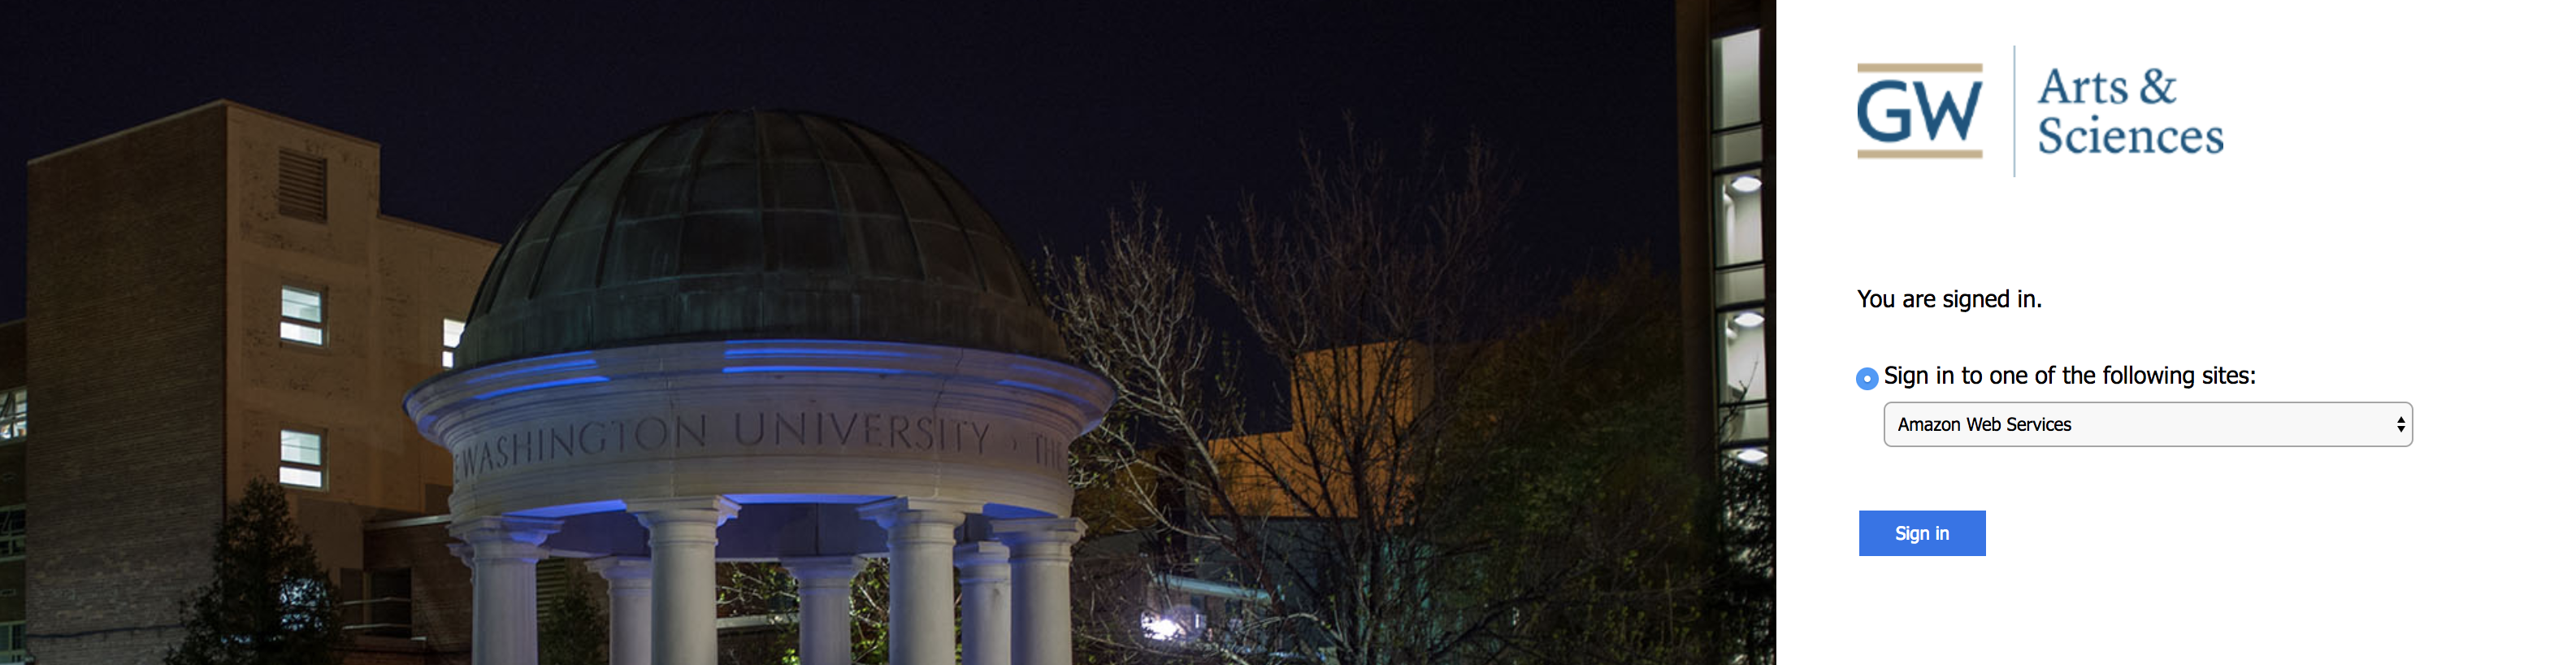 WASHINGTON UNIVERSITY · THE
GW
Arts &
Sciences
You are signed in.
Sign in to one of the following sites:
Amazon Web Services
Sign in